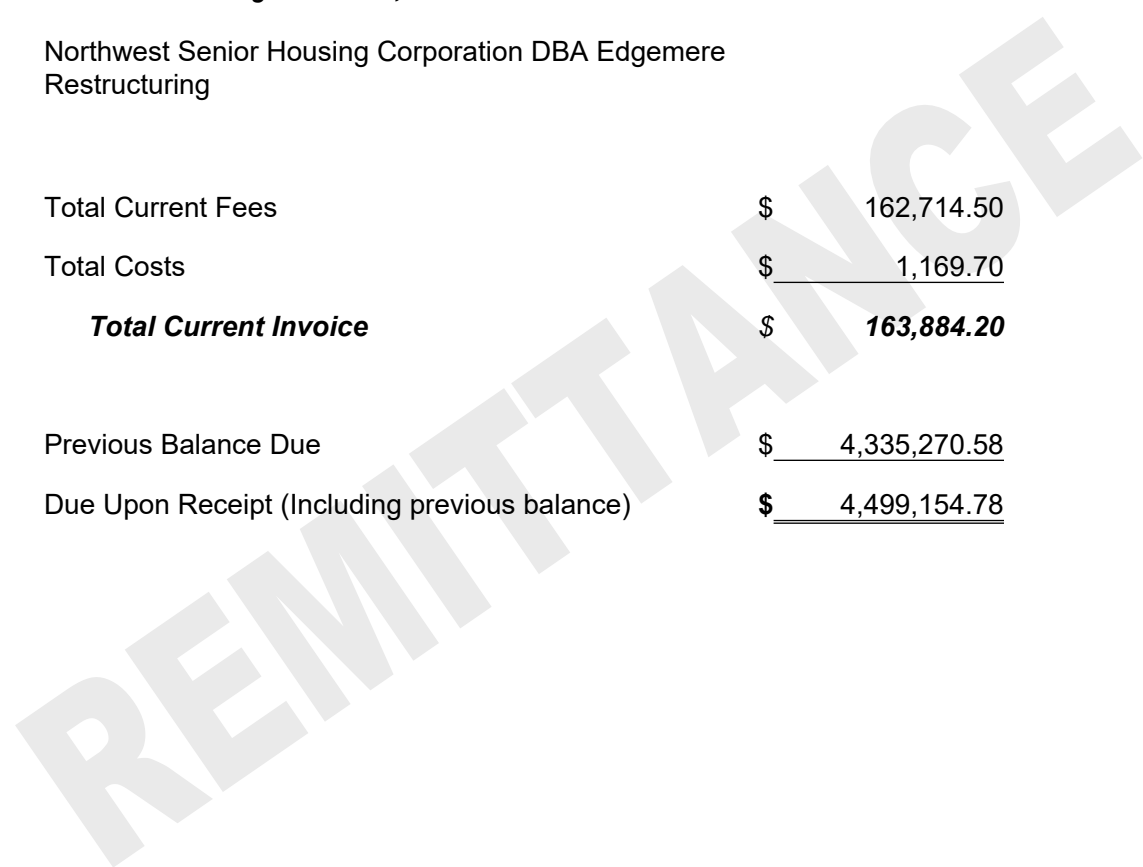 Northwest Senior Housing Corporation DBA Edgemere
Restructuring
Total Current Fees $ 162,714.50
Total Costs $ 1,169.70
Total Current Invoice $ 163,884.20
Previous Balance Due $ 4,335,270.58
Due Upon Receipt (Including previous balance) $ 4,499,154.78
REMITTANCE